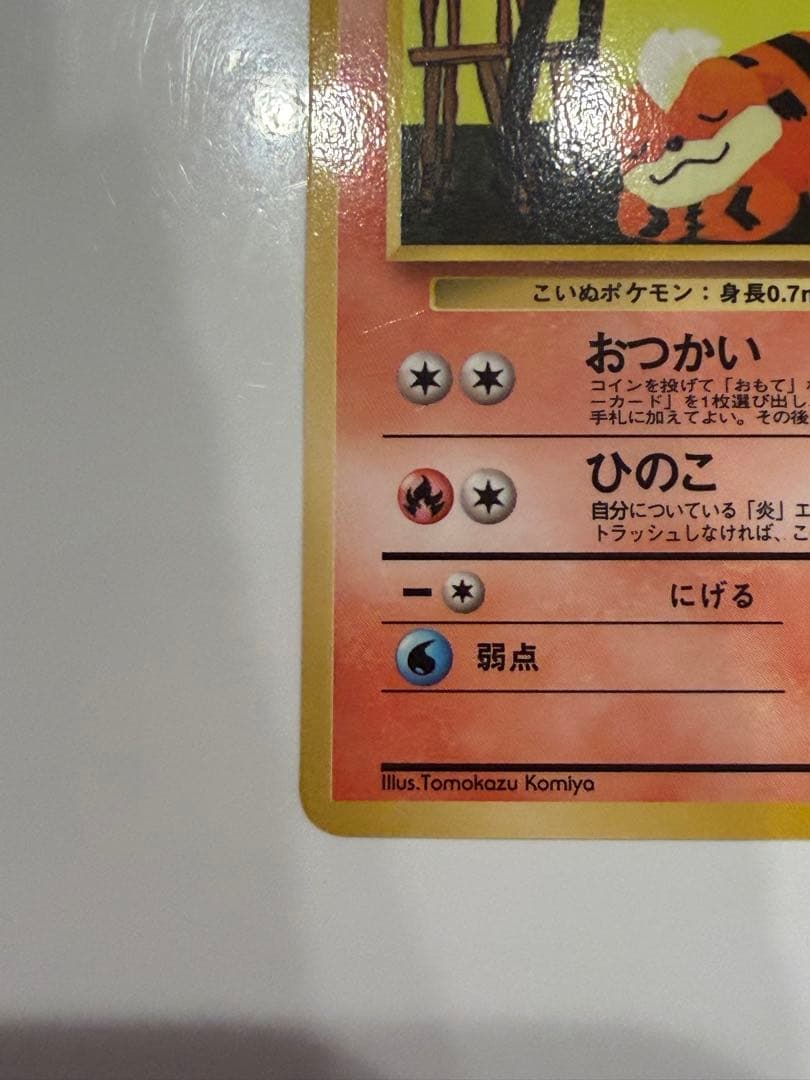 こいぬポケモン：身長0.7m
おつかい
コインを投げて「おもて」
ーカード」を1枚選び出し
手札に加えてよい。その後
ひのこ
自分についている「炎」エ
トラッシュしなければ、こ
にげる
弱点
Illus.Tomokazu Komiya